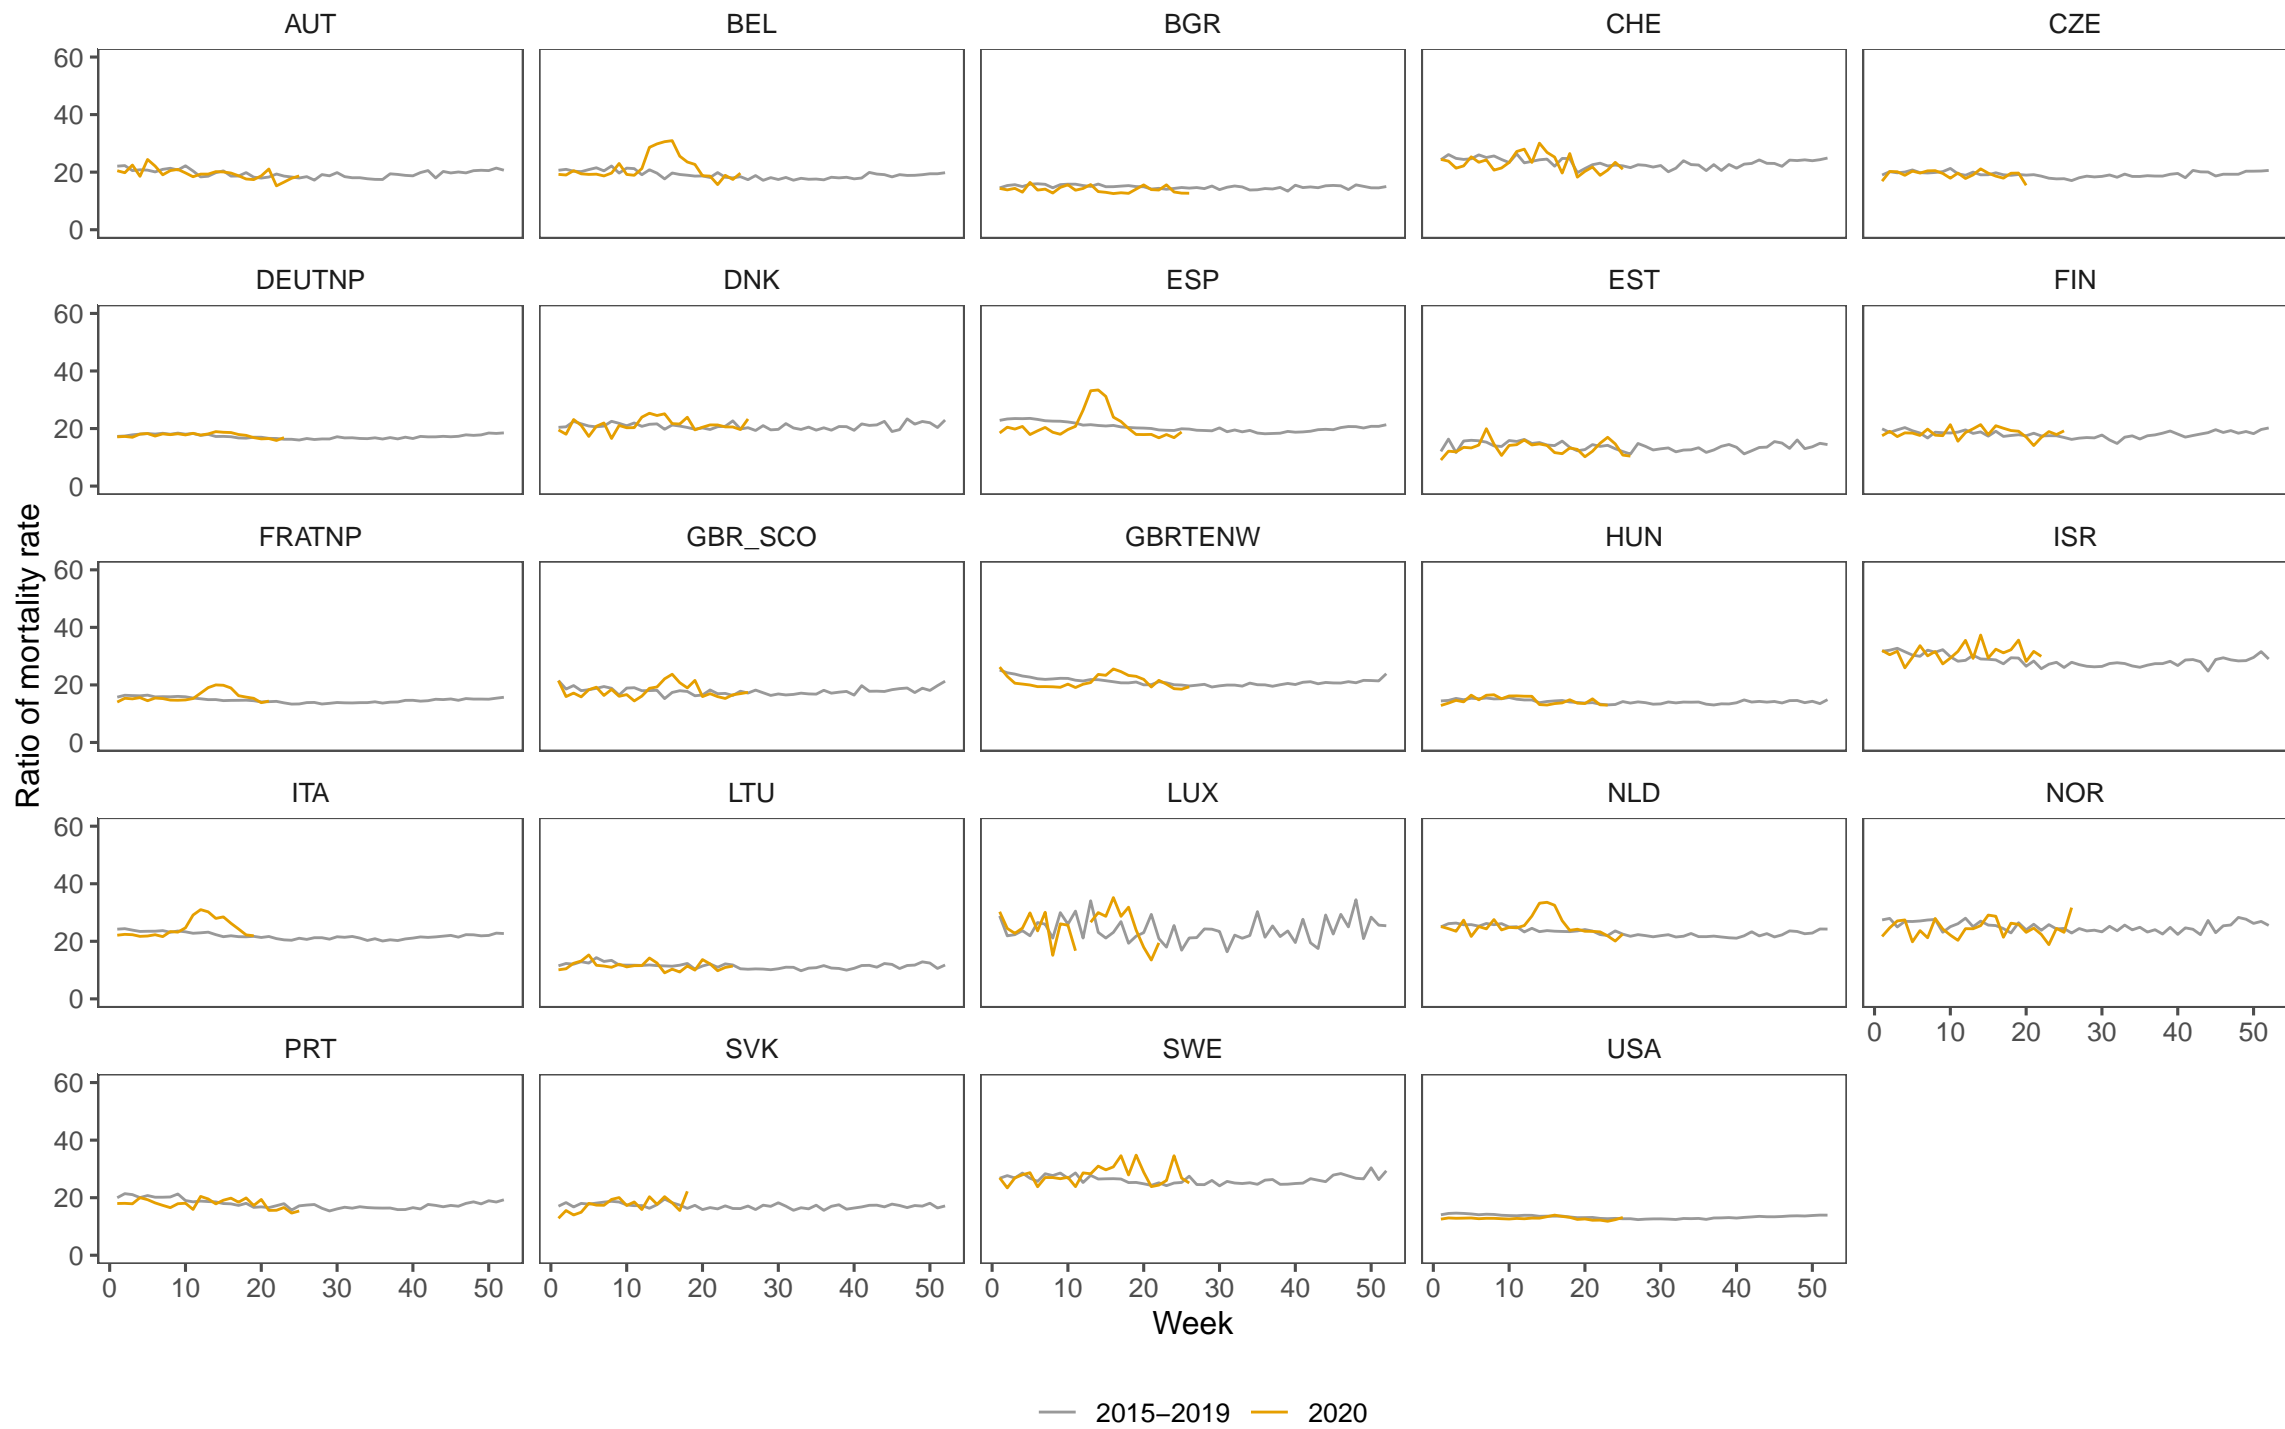 AUT BEL BGR CHE CZE
60
40
20
0
DEUTNP DNK ESP EST FIN
60
40
20
0
FRATNP GBR_SCO GBRTENW HUN ISR
60
40
20
0
Ratio of mortality rate
ITA LTU LUX NLD NOR
60
40
20
0
0 10 20 30 40 50
PRT SVK SWE USA
60
40
20
0
0 10 20 30 40 50 0 10 20 30 40 50 0 10 20 30 40 50 0 10 20 30 40 50
Week
2015–2019 2020